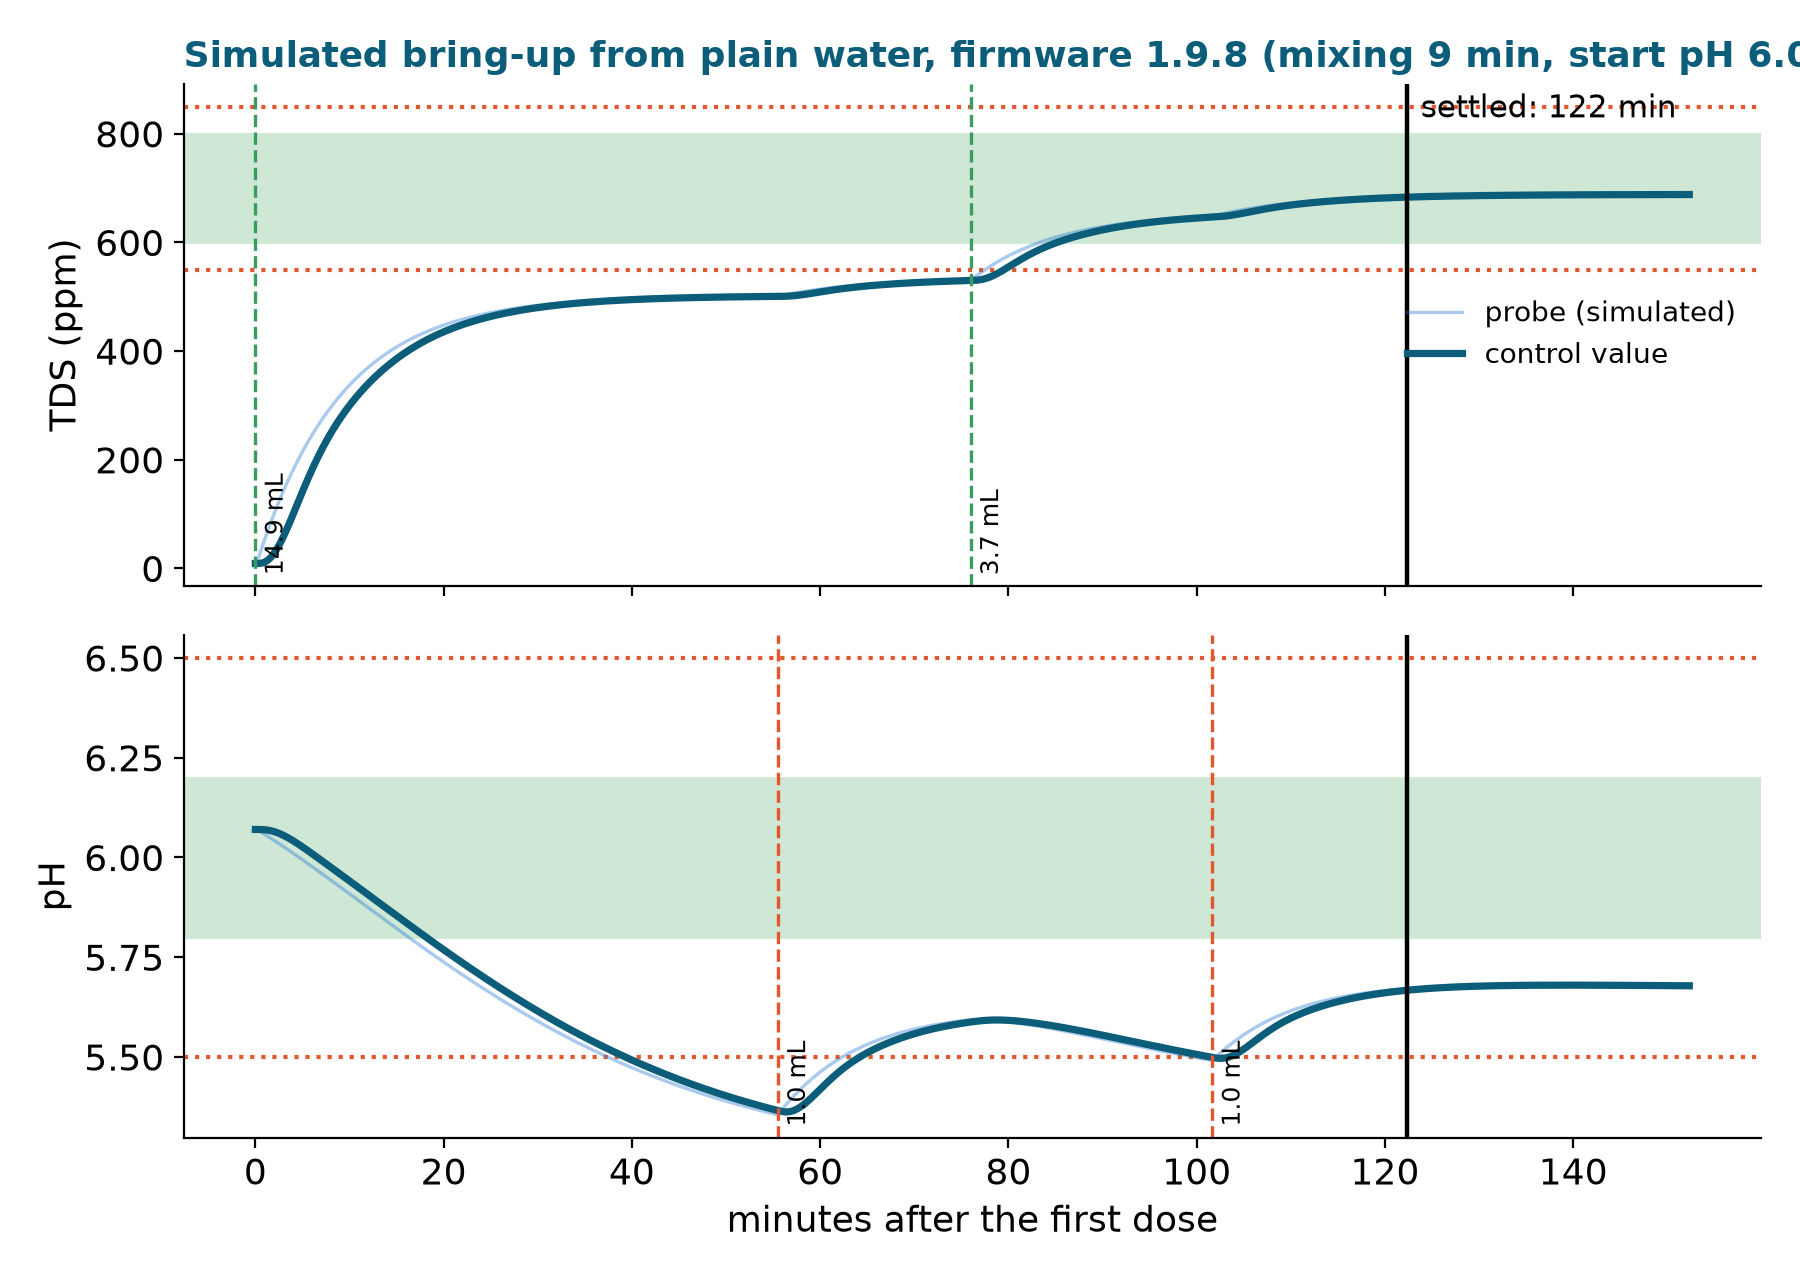 Simulated bring-up from plain water, firmware 1.9.8 (mixing 9 min, start pH 6.0
settled: 122 min
800
600
400
200
0
TDS (ppm)
probe (simulated)
control value
14.9 mL
3.7 mL
6.50
6.25
6.00
5.75
5.50
pH
1.0 mL
1.0 mL
0 20 40 60 80 100 120 140
minutes after the first dose